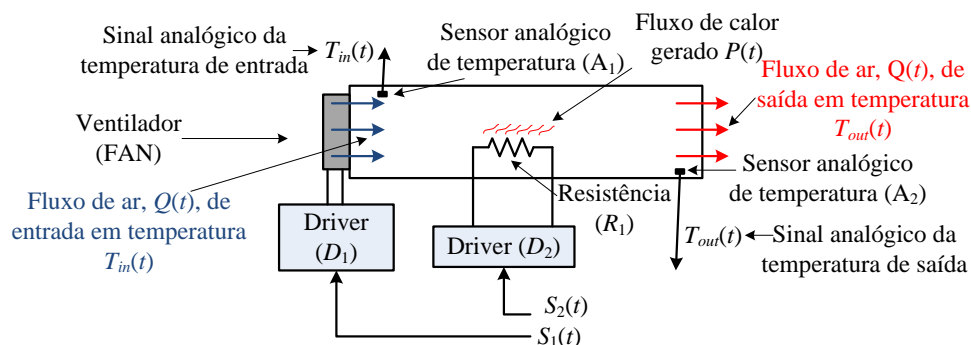 Sinal analógico da
temperatura de entrada
T_in(t)
Sensor analógico
de temperatura (A₁)
Fluxo de calor
gerado P(t)
Fluxo de ar, Q(t), de
saída em temperatura
T_out(t)
Ventilador
(FAN)
Fluxo de ar, Q(t), de
entrada em temperatura
T_in(t)
Resistência
(R₁)
Sensor analógico
de temperatura (A₂)
Driver
(D₁)
Driver (D₂)
T_out(t)
Sinal analógico da
temperatura de saída
S₂(t)
S₁(t)